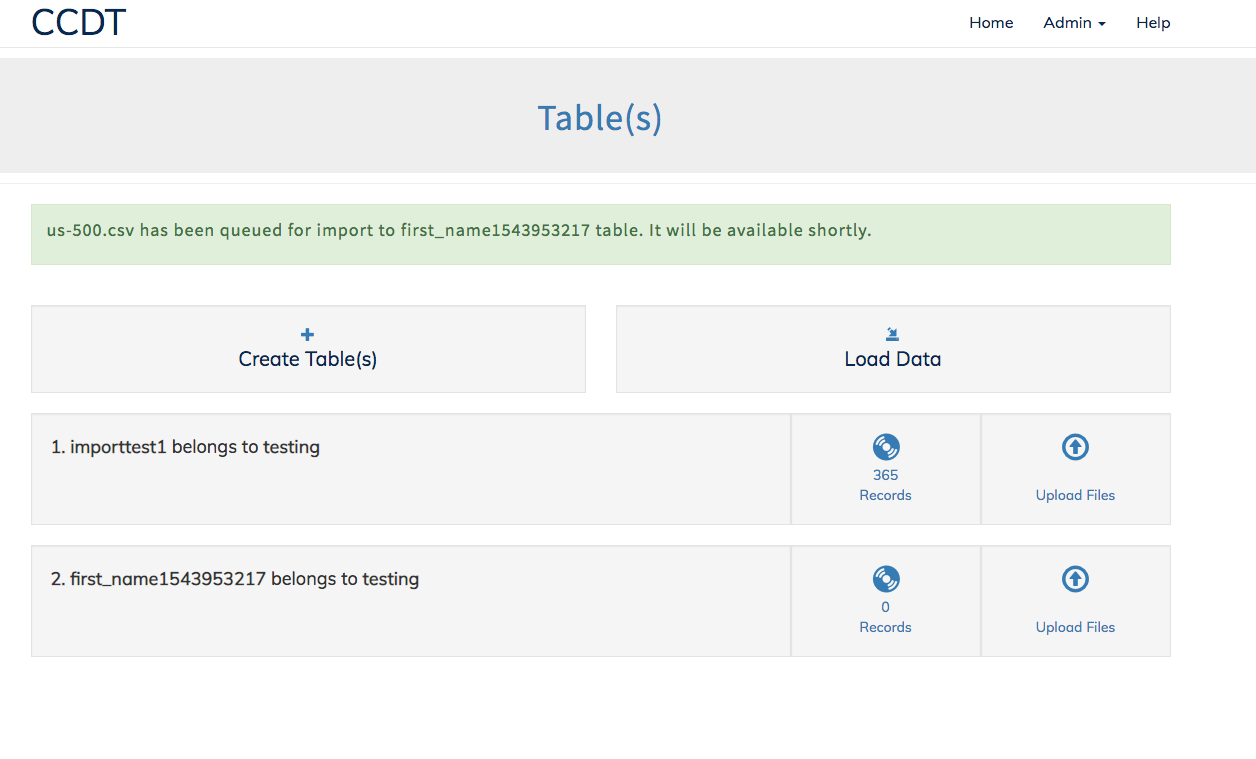 CCDT
Home Admin Help
Table(s)
us-500.csv has been queued for import to first_name1543953217 table. It will be available shortly.
Create Table(s)
Load Data
1. importtest1 belongs to testing
365
Records
Upload Files
2. first_name1543953217 belongs to testing
0
Records
Upload Files